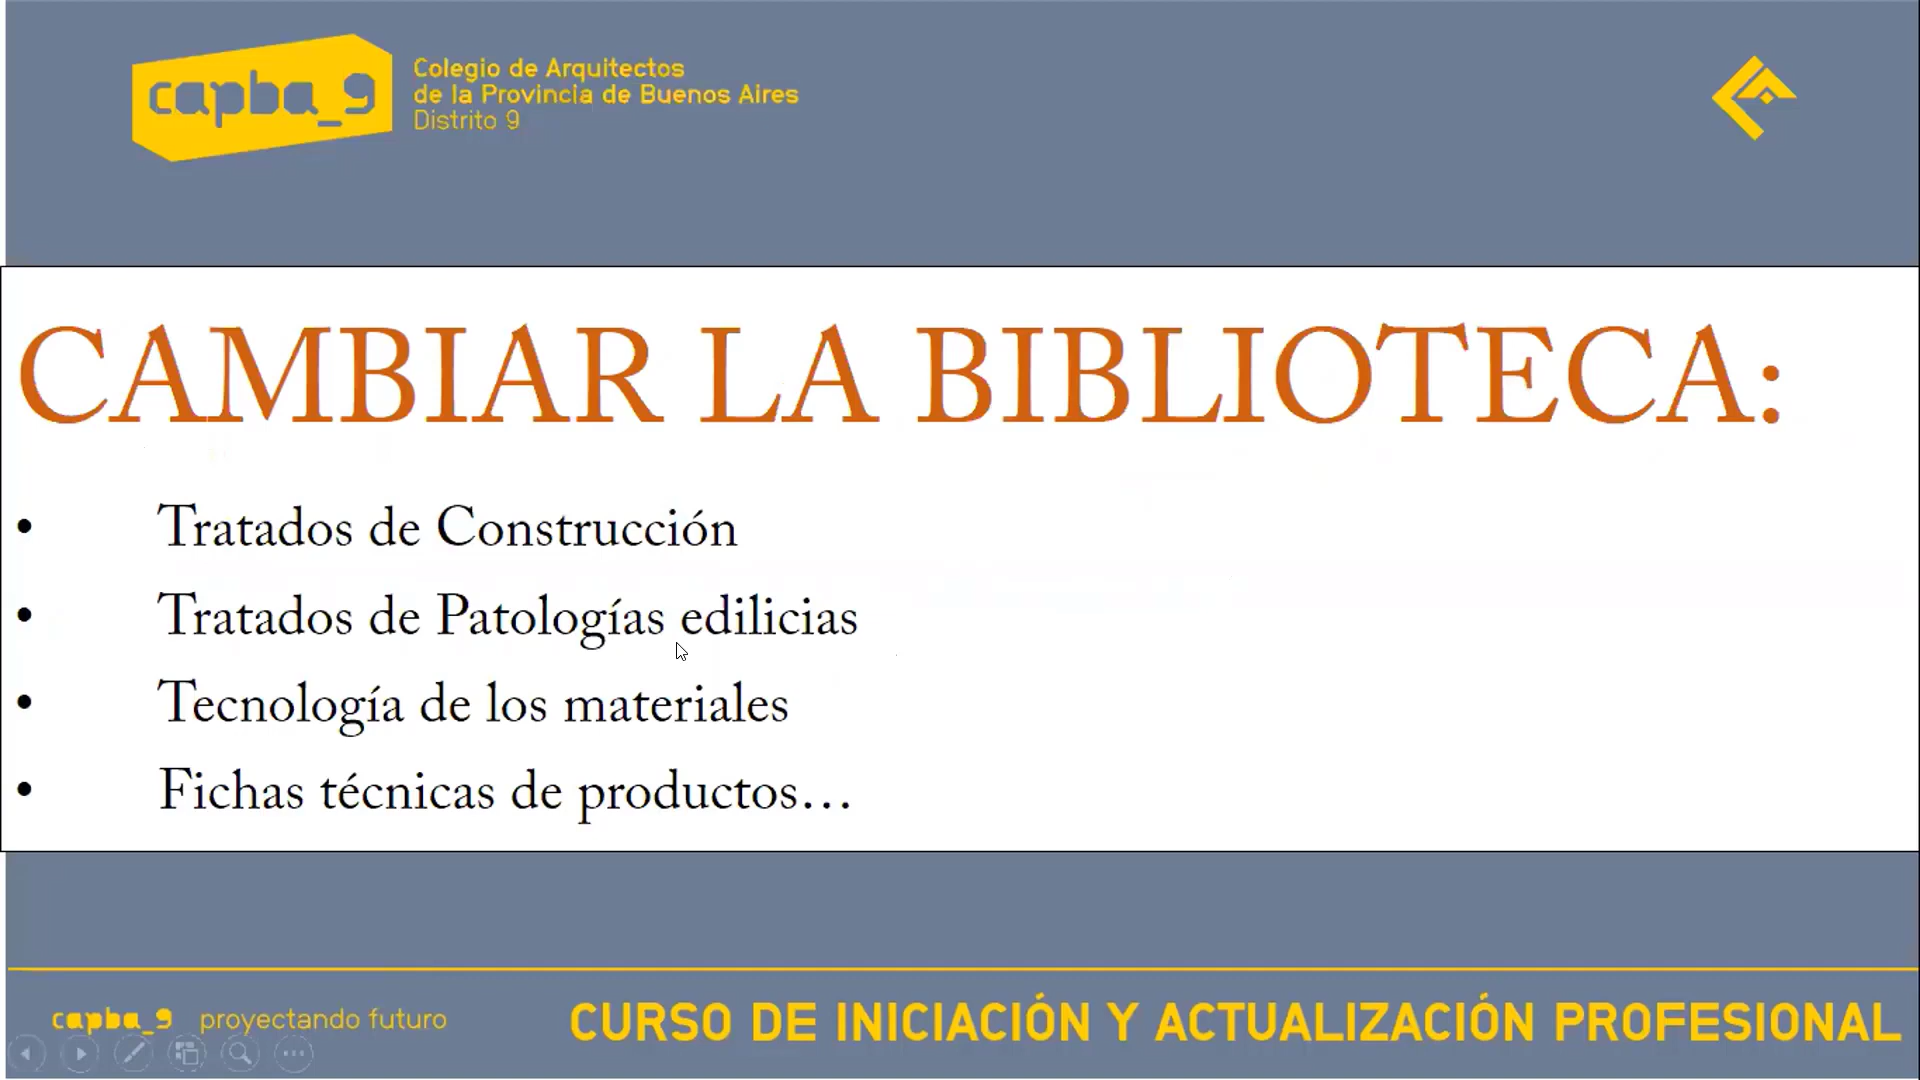 capba_9
Colegio de Arquitectos
de la Provincia de Buenos Aires
Distrito 9
CAMBIAR LA BIBLIOTECA:
• Tratados de Construcción
• Tratados de Patologías edilicias
• Tecnología de los materiales
• Fichas técnicas de productos…
capba_9 proyectando futuro
CURSO DE INICIACIÓN Y ACTUALIZACIÓN PROFESIONAL